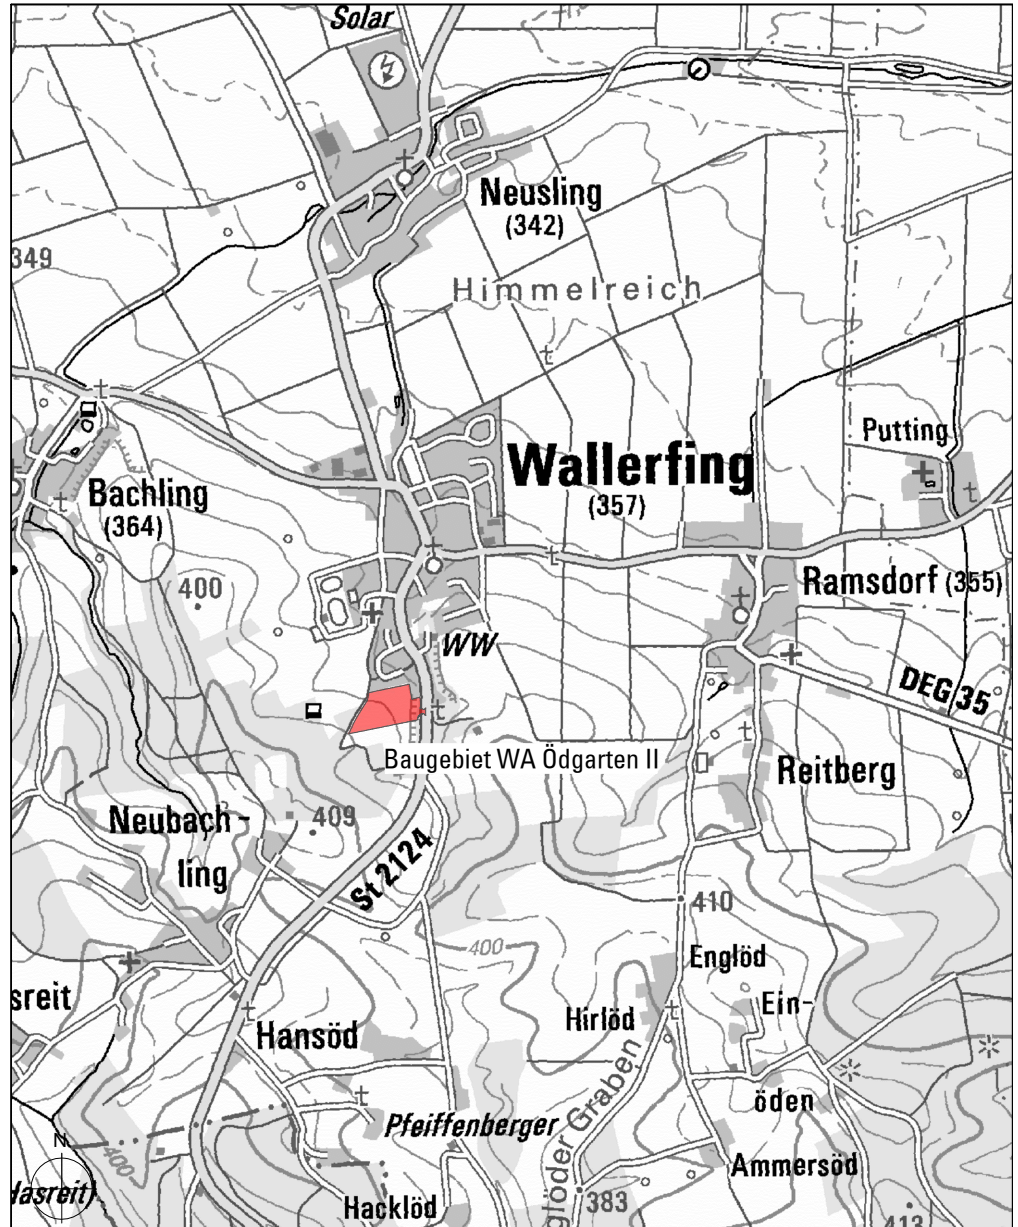 Solar
Neusling
(342)
349
Himmelreich
Putting
Wallerfing
(357)
Bachling
(364)
400
Ramsdorf (355)
WW
DEG 35
Baugebiet WA Ödgarten II
Reitberg
409
Neubach-
ling
St 2124
410
400
Englöd
sreit
Ein-
Hirlöd
Hansöd
öden
Pfeiffenberger
glöder Graben
N
400
Ammersöd
Hasreit)
Hacklöd
383
413